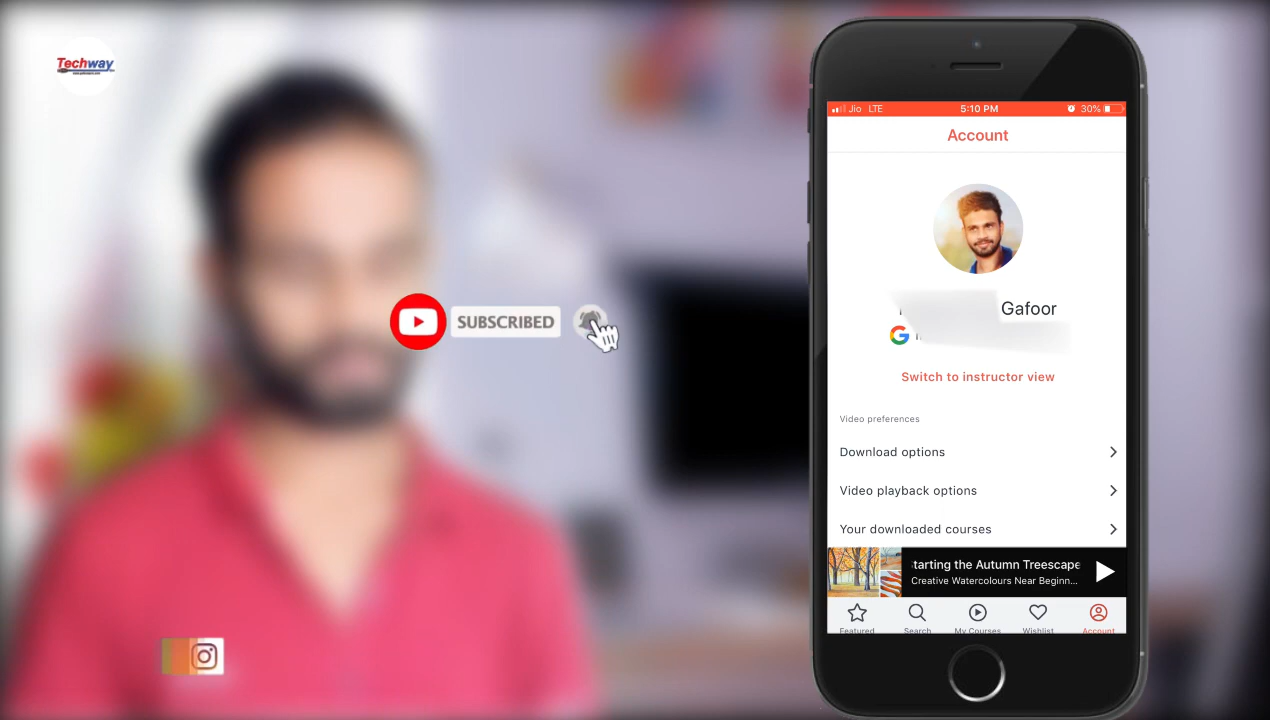 Techway
SUBSCRIBED
Jio LTE
5:10 PM
30%
Account
Gafoor
Switch to instructor view
Video preferences
Download options
Video playback options
Your downloaded courses
tarting the Autumn Treescape
Creative Watercolours Near Beginn...
Featured
Search
My Courses
Wishlist
Account